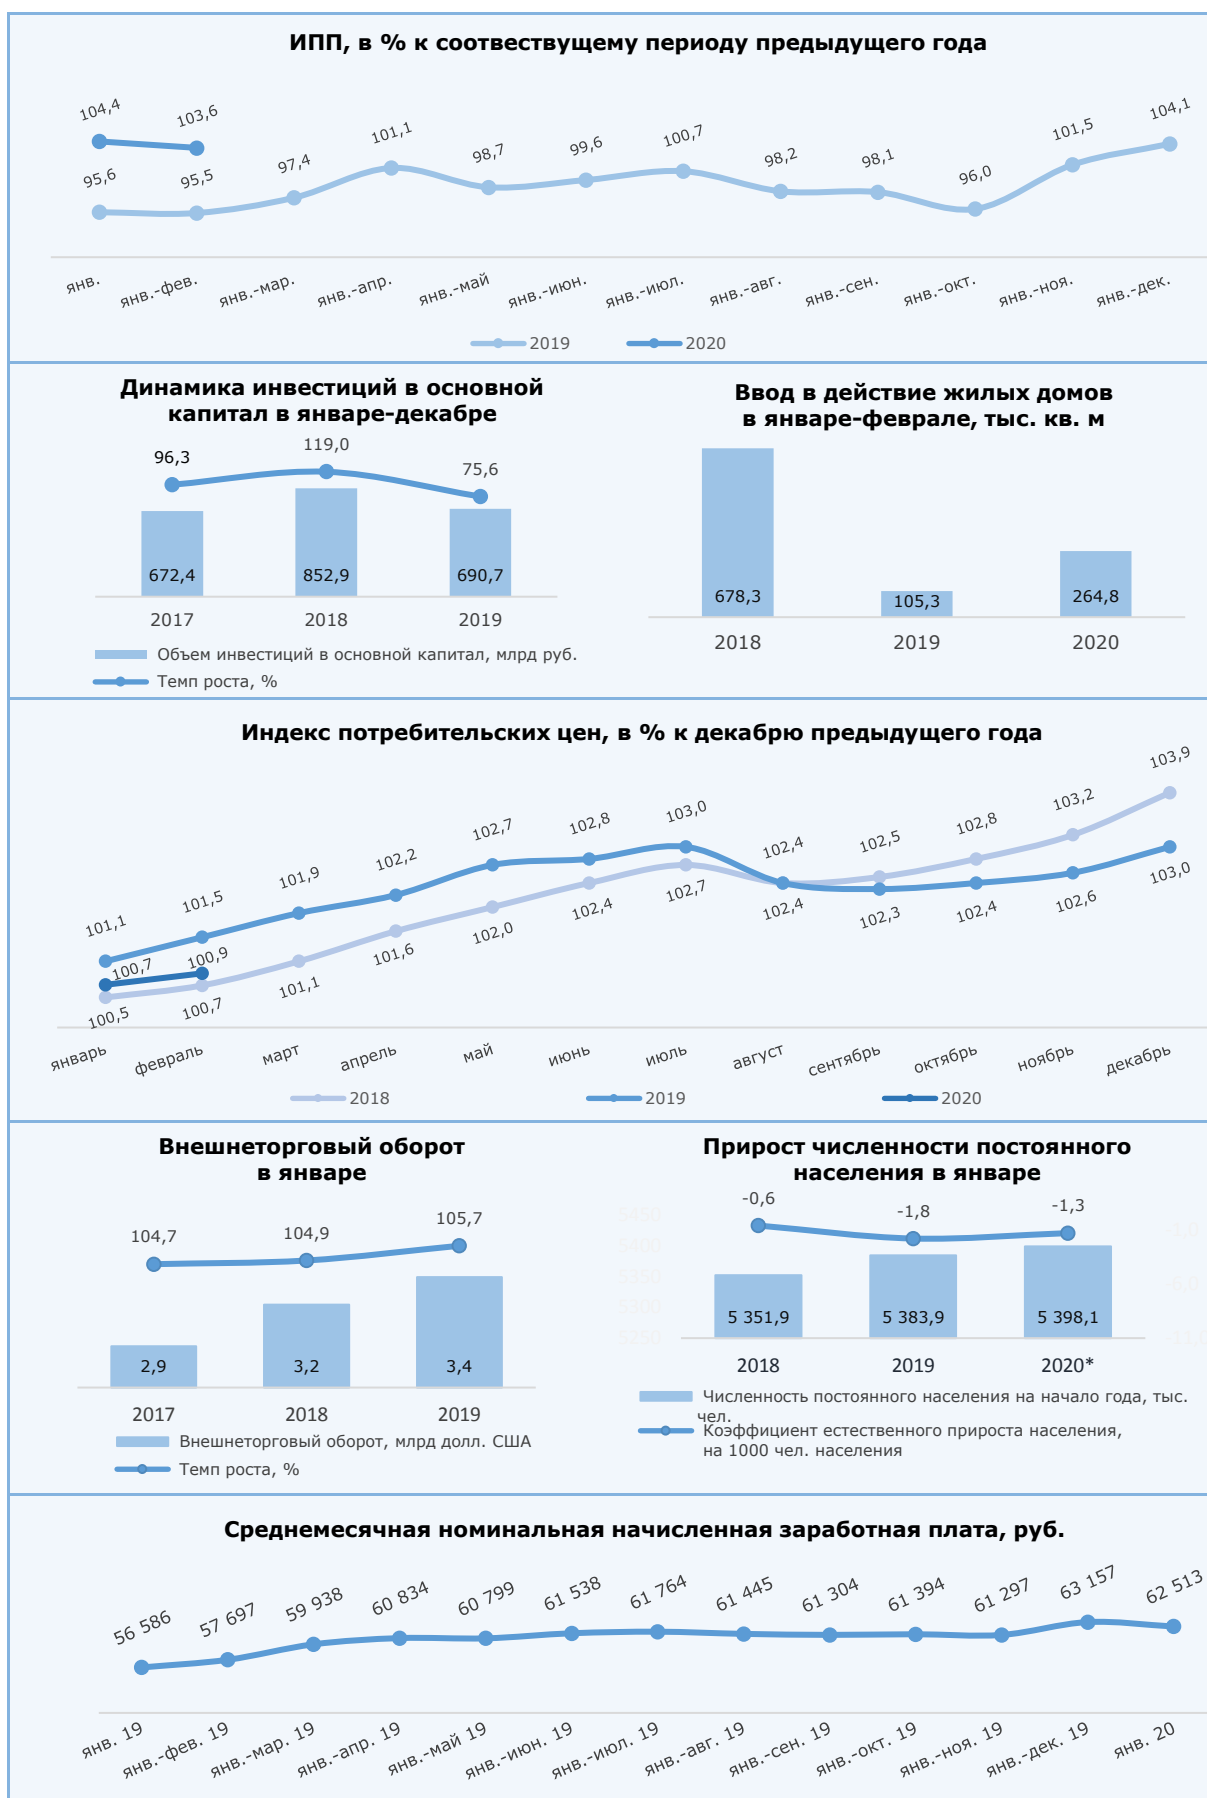 ИПП, в % к соотвествущему периоду предыдущего года
104,4 103,6
95,6 95,5 97,4 101,1 98,7 99,6 100,7 98,2 98,1 96,0 101,5 104,1
янв. янв.-фев. янв.-мар. янв.-апр. янв.-май янв.-июн. янв.-июл. янв.-авг. янв.-сен. янв.-окт. янв.-ноя. янв.-дек.
2019 2020
Динамика инвестиций в основной
капитал в январе-декабре
96,3 119,0 75,6
672,4 852,9 690,7
2017 2018 2019
Объем инвестиций в основной капитал, млрд руб.
Темп роста, %
Ввод в действие жилых домов
в январе-феврале, тыс. кв. м
678,3 105,3 264,8
2018 2019 2020
Индекс потребительских цен, в % к декабрю предыдущего года
101,1 101,5 101,9 102,2 102,7 102,8 103,0 102,4 102,5 102,8 103,2 103,9
100,7 100,9
100,5 100,7 101,1 101,6 102,0 102,4 102,7 102,4 102,3 102,4 102,6 103,0
январь февраль март апрель май июнь июль август сентябрь октябрь ноябрь декабрь
2018 2019 2020
Внешнеторговый оборот
в январе
104,7 104,9 105,7
2,9 3,2 3,4
2017 2018 2019
Внешнеторговый оборот, млрд долл. США
Темп роста, %
Прирост численности постоянного
населения в январе
-0,6 -1,8 -1,3
5450
5400
5350
5300
5250
-1,0
-6,0
5 351,9 5 383,9 5 398,1
2018 2019 2020*
Численность постоянного населения на начало года, тыс.
чел.
Коэффициент естественного прироста населения,
на 1000 чел. населения
Среднемесячная номинальная начисленная заработная плата, руб.
56 586 57 697 59 938 60 834 60 799 61 538 61 764 61 445 61 304 61 394 61 297 63 157 62 513
янв. 19 янв.-фев. 19 янв.-мар. 19 янв.-апр. 19 янв.-май 19 янв.-июн. 19 янв.-июл. 19 янв.-авг. 19 янв.-сен. 19 янв.-окт. 19 янв.-ноя. 19 янв.-дек. 19 янв. 20